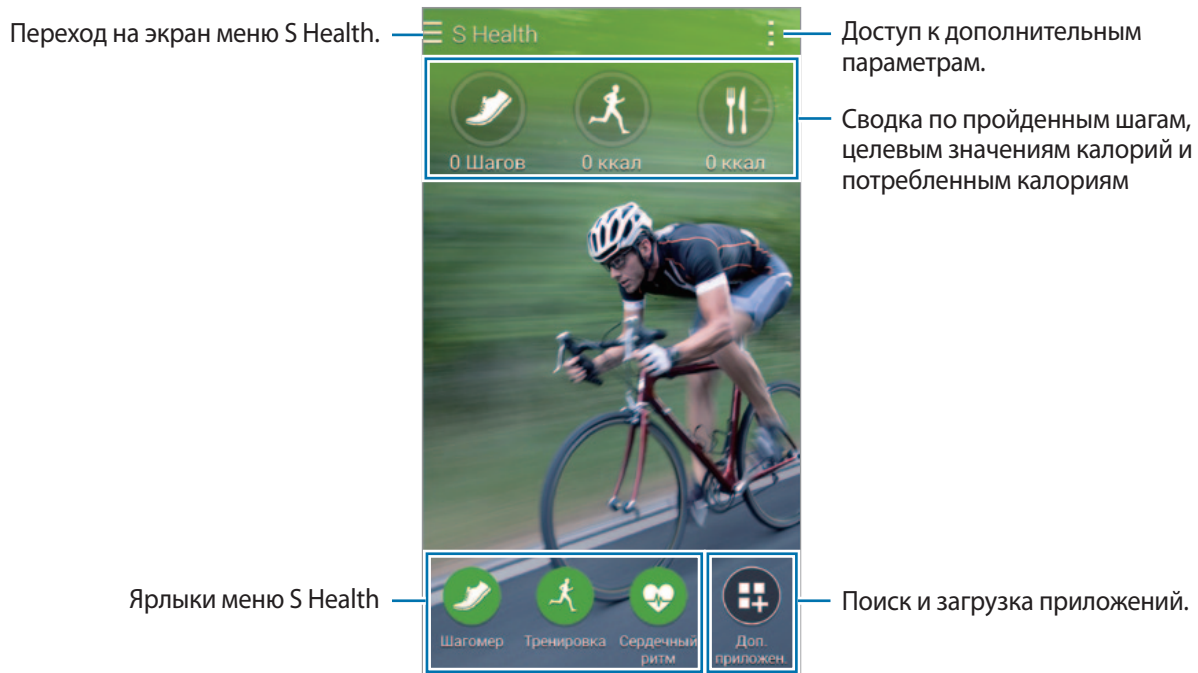 Переход на экран меню S Health.
S Health
Доступ к дополнительным
параметрам.
0 Шагов
0 ккал
0 ккал
Сводка по пройденным шагам,
целевым значениям калорий и
потребленным калориям
Ярлыки меню S Health
Шагомер
Тренировка
Сердечный
ритм
Доп.
приложен.
Поиск и загрузка приложений.